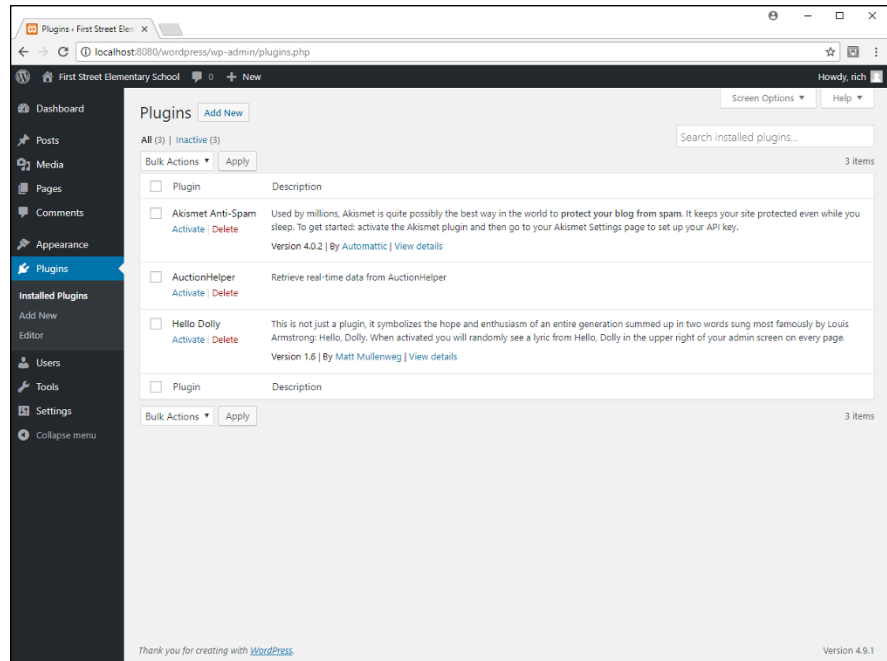 Plugins ‹ First Street Elem
localhost:8080/wordpress/wp-admin/plugins.php
First Street Elementary School 0 + New Howdy, rich
Screen Options Help
Dashboard
Posts
Media
Pages
Comments
Appearance
Plugins
Installed Plugins
Add New
Editor
Users
Tools
Settings
Collapse menu
Plugins Add New
All (3) | Inactive (3)
Search installed plugins...
Bulk Actions Apply
3 items
Plugin Description
Akismet Anti-Spam
Activate | Delete
Used by millions, Akismet is quite possibly the best way in the world to protect your blog from spam. It keeps your site protected even while you
sleep. To get started: activate the Akismet plugin and then go to your Akismet Settings page to set up your API key.
Version 4.0.2 | By Automattic | View details
AuctionHelper
Activate | Delete
Retrieve real-time data from AuctionHelper
Hello Dolly
Activate | Delete
This is not just a plugin, it symbolizes the hope and enthusiasm of an entire generation summed up in two words sung most famously by Louis
Armstrong: Hello, Dolly. When activated you will randomly see a lyric from Hello, Dolly in the upper right of your admin screen on every page.
Version 1.6 | By Matt Mullenweg | View details
Plugin Description
Bulk Actions Apply
3 items
Thank you for creating with WordPress.
Version 4.9.1